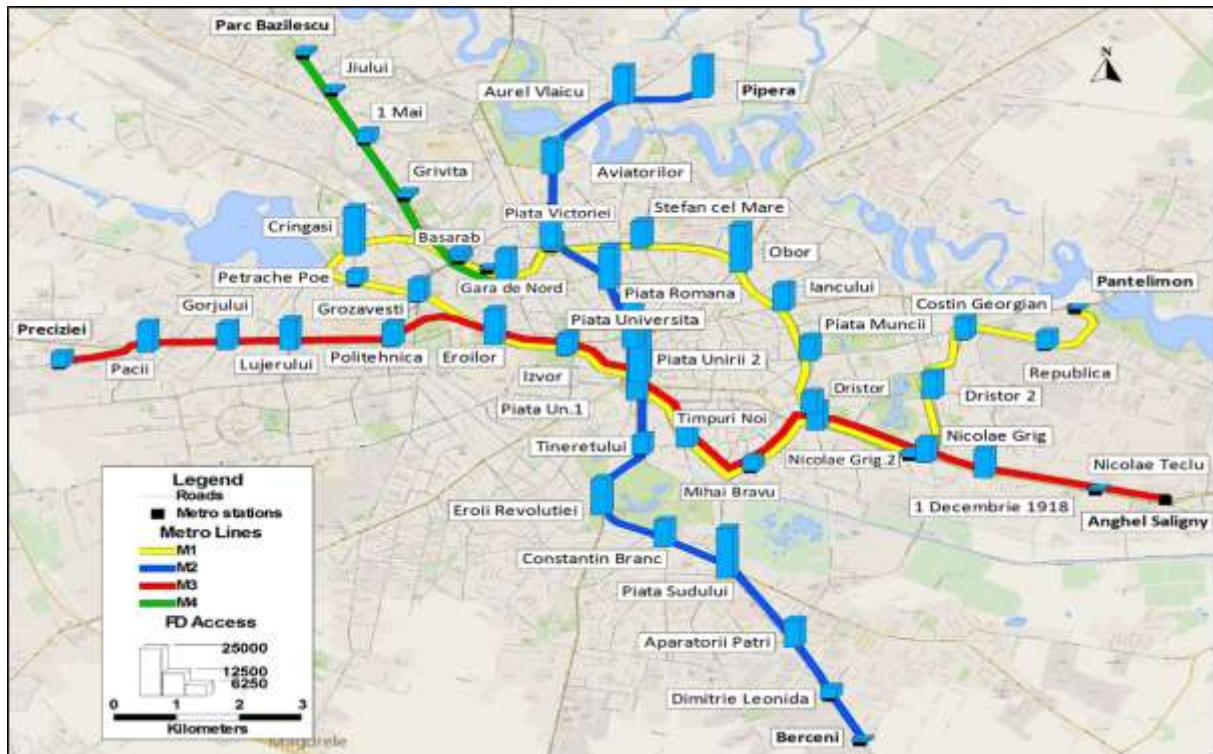 Parc Bazilescu
N
Jiului
Aurel Vlaicu
Pipera
1 Mai
Grivita
Aviatorilor
Stefan cel Mare
Piata Victoriei
Cringasi
Basarab
Obor
Petrache Poe
Gara de Nord
Piata Romana
Iancului
Pantelimon
Costin Georgian
Gorjului
Grozavesti
Piata Universita
Piata Muncii
Preciziei
Pacii
Lujerului
Politehnica
Eroilor
Izvor
Piata Unirii 2
Republica
Dristor
Dristor 2
Piata Un.1
Timpuri Noi
Tineretului
Nicolae Grig
Nicolae Grig.2
Nicolae Teclu
Mihai Bravu
1 Decembrie 1918
Anghel Saligny
Eroii Revolutiei
Constantin Branc
Piata Sudului
Aparatorii Patri
Dimitrie Leonida
Berceni
Legend
Roads
Metro stations
Metro Lines
M1
M2
M3
M4
FD Access
25000
12500
6250
0 1 2 3
Kilometers
Magurele